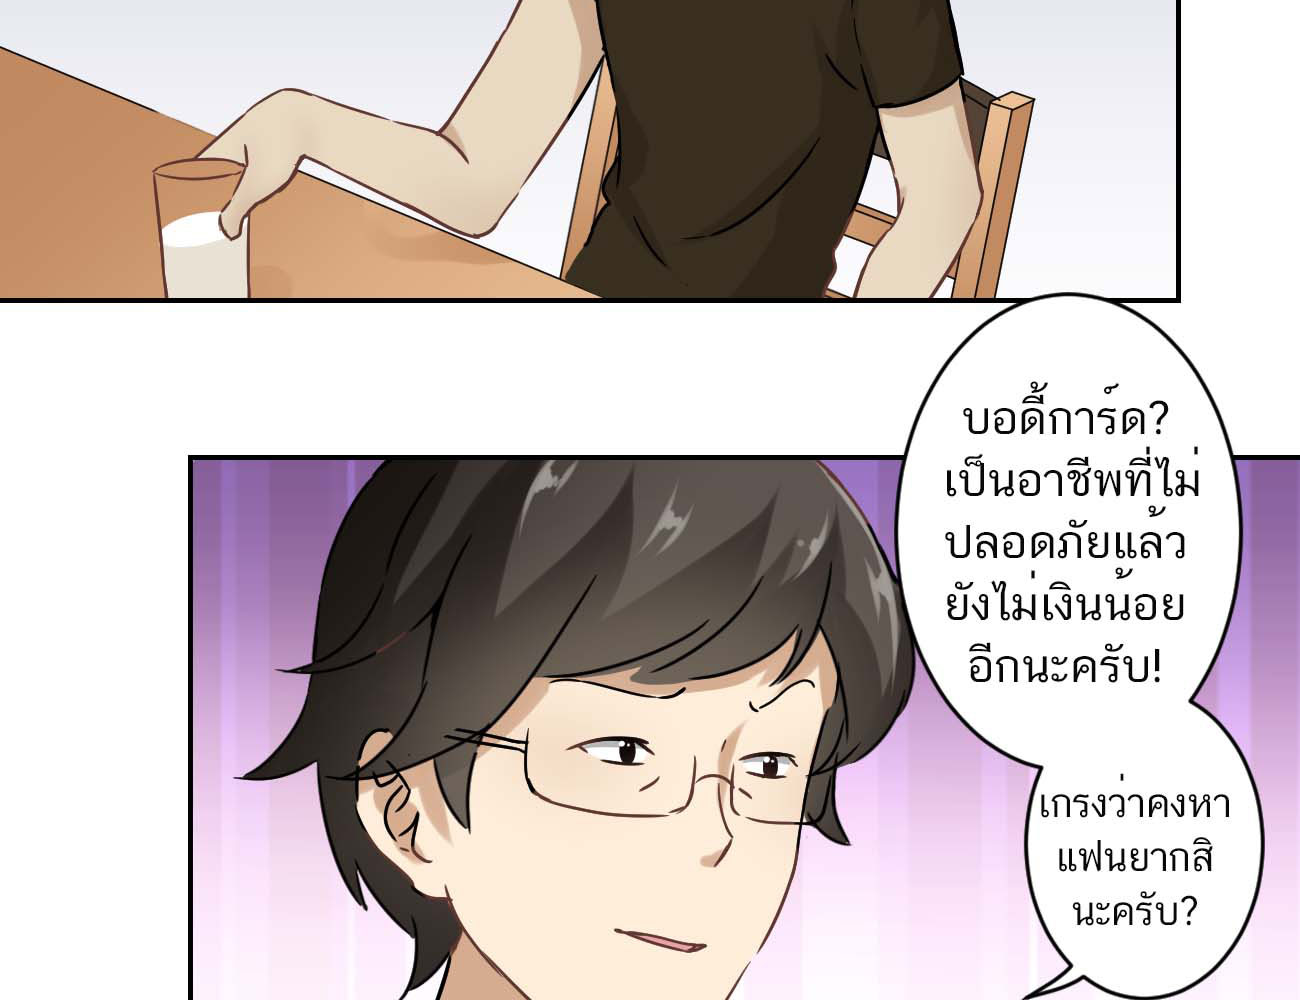 บอดี้การ์ด?
เป็นอาชีพที่ไม่
ปลอดภัยแล้ว
ยังไม่เงินน้อย
อีกนะครับ!
เกรงว่าคงหา
แฟนยากสิ
นะครับ?